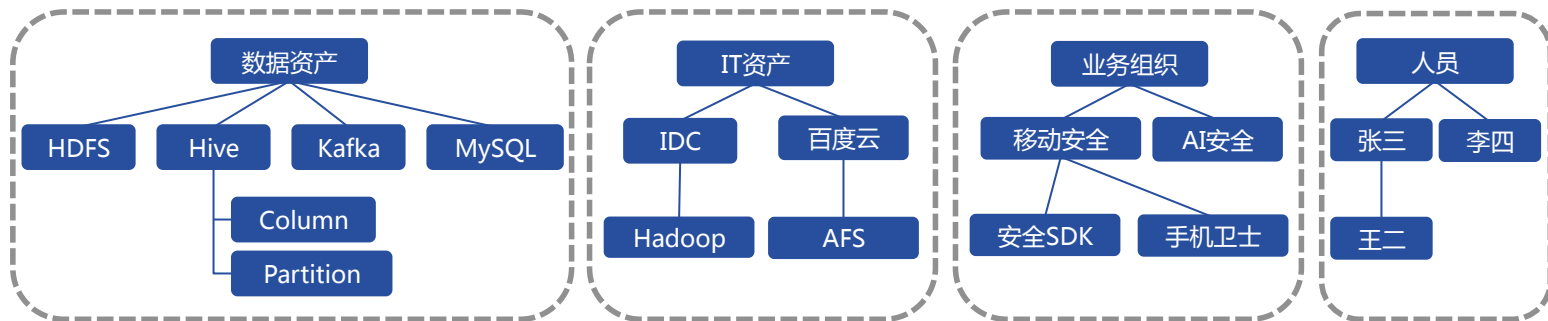 数据资产
HDFS
Hive
Kafka
MySQL
Column
Partition
IT资产
IDC
百度云
Hadoop
AFS
业务组织
移动安全
AI安全
安全SDK
手机卫士
人员
张三
李四
王二